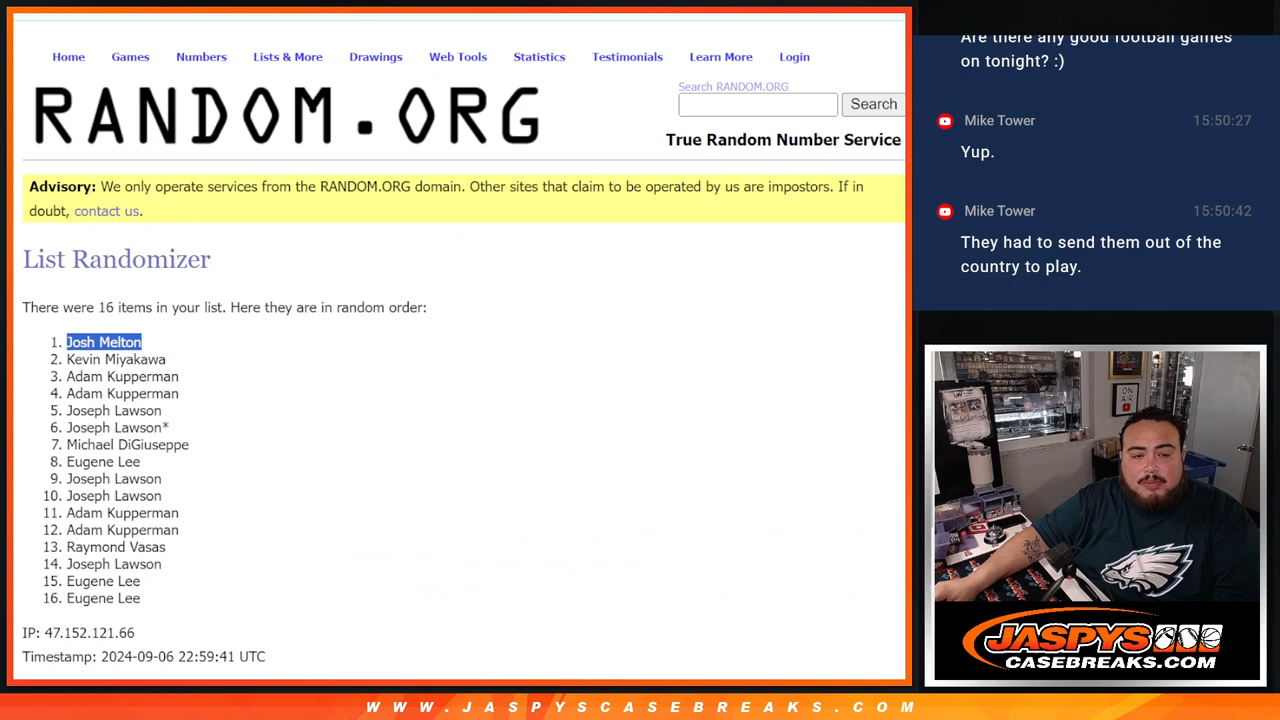 Home Games Numbers Lists & More Drawings Web Tools Statistics Testimonials Learn More Login
RANDOM.ORG
Search RANDOM.ORG
Search
True Random Number Service
Advisory: We only operate services from the RANDOM.ORG domain. Other sites that claim to be operated by us are impostors. If in
doubt, contact us.
List Randomizer
There were 16 items in your list. Here they are in random order:
1. Josh Melton
2. Kevin Miyakawa
3. Adam Kupperman
4. Adam Kupperman
5. Joseph Lawson
6. Joseph Lawson*
7. Michael DiGiuseppe
8. Eugene Lee
9. Joseph Lawson
10. Joseph Lawson
11. Adam Kupperman
12. Adam Kupperman
13. Raymond Vasas
14. Joseph Lawson
15. Eugene Lee
16. Eugene Lee
IP: 47.152.121.66
Timestamp: 2024-09-06 22:59:41 UTC
Are there any good football games
on tonight? :)
Mike Tower 15:50:27
Yup.
Mike Tower 15:50:42
They had to send them out of the
country to play.
ON
AIR
JASPYS
CASEBREAKS.COM
WWW.JASPYSCASEBREAKS.COM